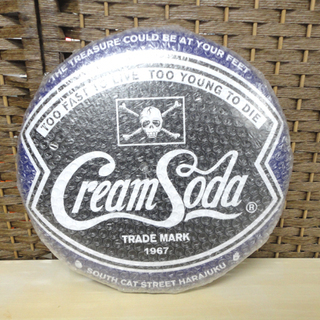 THE TREASURE COULD BE AT YOUR FEET
TOO FAST TO LIVE TOO YOUNG TO DIE
Cream Soda
®
TRADE MARK
1967
SOUTH CAT STREET HARAJUKU